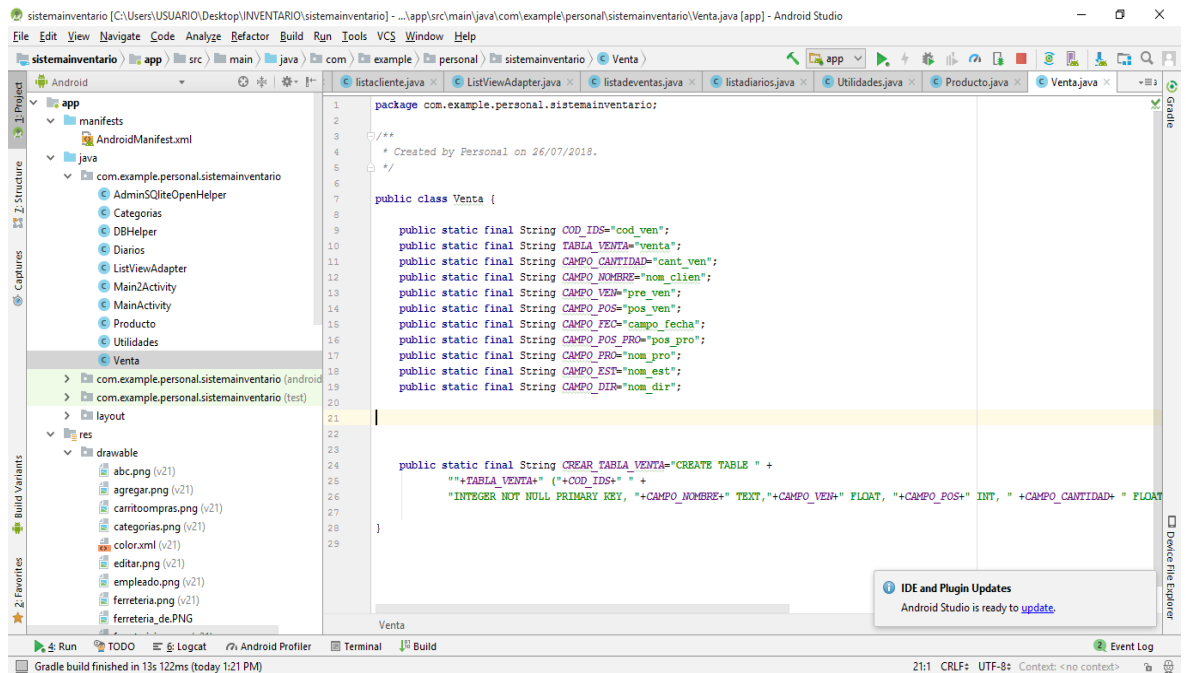 sistemainventario [C:\Users\USUARIO\Desktop\INVENTARIO\sistemainventario] - ...\app\src\main\java\com\example\personal\sistemainventario\Venta.java [app] - Android Studio
File Edit View Navigate Code Analyze Refactor Build Run Tools VCS Window Help
sistemainventario app src main java com example personal sistemainventario Venta app
Android
listacliente.java ListViewAdapter.java listadeventas.java listadiarios.java Utilidades.java Producto.java Venta.java
1: Project
7: Structure
Captures
Build Variants
2: Favorites
app
manifests
AndroidManifest.xml
java
com.example.personal.sistemainventario
AdminSQliteOpenHelper
Categorias
DBHelper
Diarios
ListViewAdapter
Main2Activity
MainActivity
Producto
Utilidades
Venta
com.example.personal.sistemainventario (android
com.example.personal.sistemainventario (test)
layout
res
drawable
abc.png (v21)
agregar.png (v21)
carritoompras.png (v21)
categorias.png (v21)
color.xml (v21)
editar.png (v21)
empleado.png (v21)
ferreteria.png (v21)
ferreteria_de.PNG
1 package com.example.personal.sistemainventario;
2
3 /**
4 * Created by Personal on 26/07/2018.
5 */
6
7 public class Venta {
8
9 public static final String COD_IDS="cod_ven";
10 public static final String TABLA_VENTA="venta";
11 public static final String CAMPO_CANTIDAD="cant_ven";
12 public static final String CAMPO_NOMBRE="nom_clien";
13 public static final String CAMPO_VEN="pre_ven";
14 public static final String CAMPO_POS="pos_ven";
15 public static final String CAMPO_FEC="campo_fecha";
16 public static final String CAMPO_POS_PRO="pos_pro";
17 public static final String CAMPO_PRO="nom_pro";
18 public static final String CAMPO_EST="nom_est";
19 public static final String CAMPO_DIR="nom_dir";
20
21
22
23
24 public static final String CREAR_TABLA_VENTA="CREATE TABLE " +
25 ""+TABLA_VENTA+" ("+COD_IDS+" " +
26 "INTEGER NOT NULL PRIMARY KEY, "+CAMPO_NOMBRE+" TEXT,"+CAMPO_VEN+" FLOAT, "+CAMPO_POS+" INT, " +CAMPO_CANTIDAD+ " FLOAT
27
28 }
29
Venta
Gradle
Device File Explorer
IDE and Plugin Updates
Android Studio is ready to update.
4: Run TODO 6: Logcat Android Profiler Terminal Build 2 Event Log
Gradle build finished in 13s 122ms (today 1:21 PM) 21:1 CRLF UTF-8 Context: <no context>